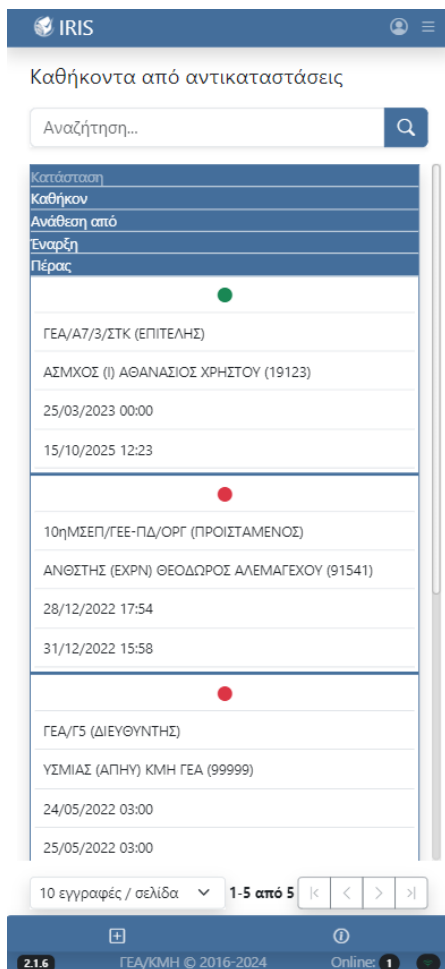 IRIS
Καθήκοντα από αντικαταστάσεις
Αναζήτηση...
Κατάσταση
Καθήκον
Ανάθεση από
Έναρξη
Πέρας
ΓΕΑ/Α7/3/ΣΤΚ (ΕΠΙΤΕΛΗΣ)
ΑΣΜΧΟΣ (Ι) ΑΘΑΝΑΣΙΟΣ ΧΡΗΣΤΟΥ (19123)
25/03/2023 00:00
15/10/2025 12:23
10ηΜΣΕΠ/ΓΕΕ-ΠΔ/ΟΡΓ (ΠΡΟΙΣΤΑΜΕΝΟΣ)
ΑΝΘΣΤΗΣ (ΕΧΡΝ) ΘΕΟΔΩΡΟΣ ΑΛΕΜΑΓΕΧΟΥ (91541)
28/12/2022 17:54
31/12/2022 15:58
ΓΕΑ/Γ5 (ΔΙΕΥΘΥΝΤΗΣ)
ΥΣΜΙΑΣ (ΑΠΗΥ) ΚΜΗ ΓΕΑ (99999)
24/05/2022 03:00
25/05/2022 03:00
10 εγγραφές / σελίδα 1-5 από 5
2.1.6 ΓΕΑ/ΚΜΗ © 2016-2024 Online: 1